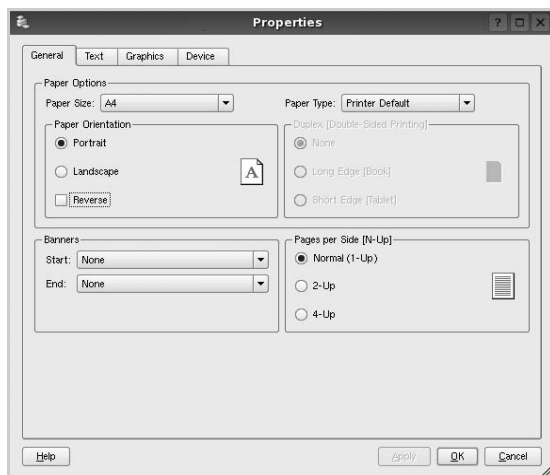 Properties
General Text Graphics Device
Paper Options
Paper Size: A4 Paper Type: Printer Default
Paper Orientation Duplex [Double-Sided Printing]
Portrait None
Landscape A Long Edge [Book]
Reverse Short Edge [Tablet]
Banners Pages per Side [N-Up]
Start: None Normal (1-Up)
End: None 2-Up
4-Up
Help Apply OK Cancel